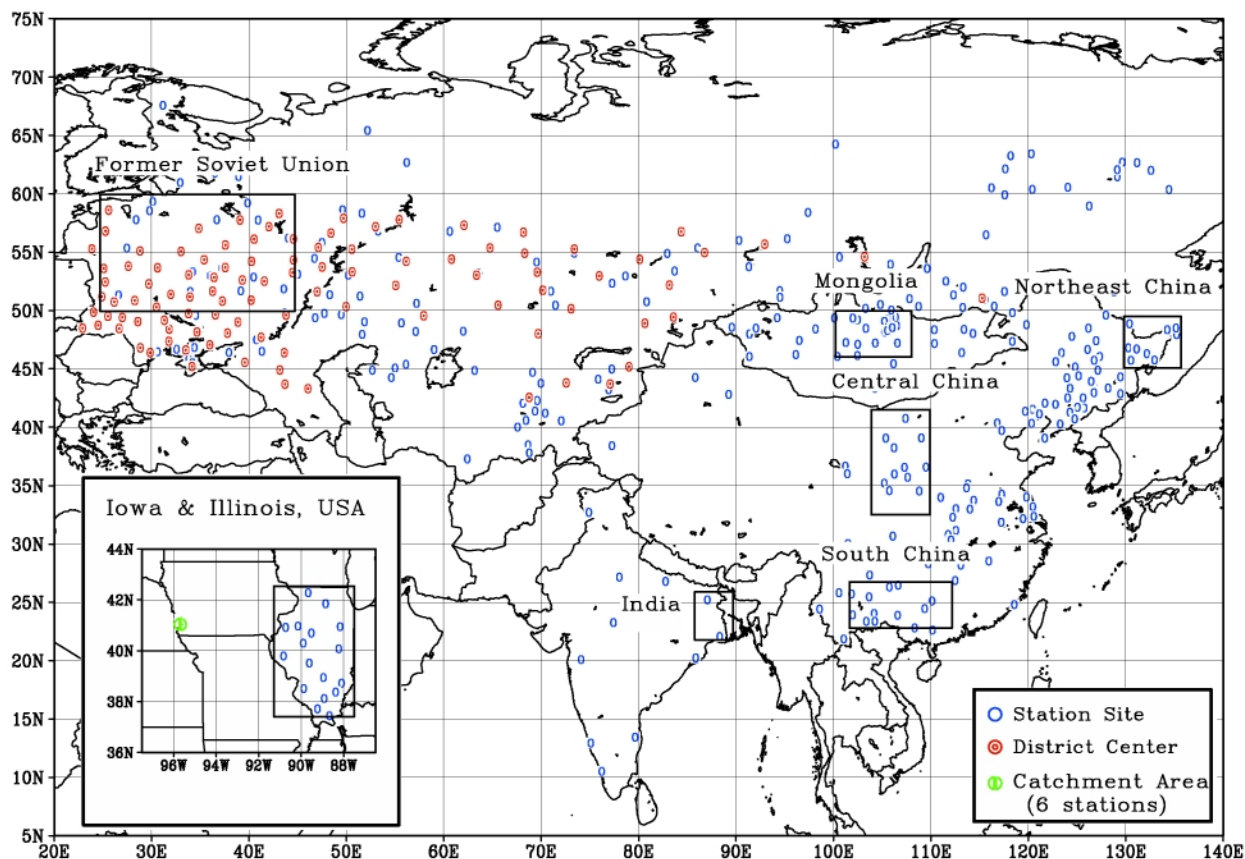 75N
70N
65N
Former Soviet Union
60N
55N
Mongolia
Northeast China
50N
45N
Central China
40N
35N
Iowa & Illinois, USA
30N
44N
South China
25N
42N
India
40N
20N
38N
15N
Station Site
District Center
36N
96W 94W 92W 90W 88W
10N
Catchment Area
(6 stations)
5N
20E 30E 40E 50E 60E 70E 80E 90E 100E 110E 120E 130E 140E